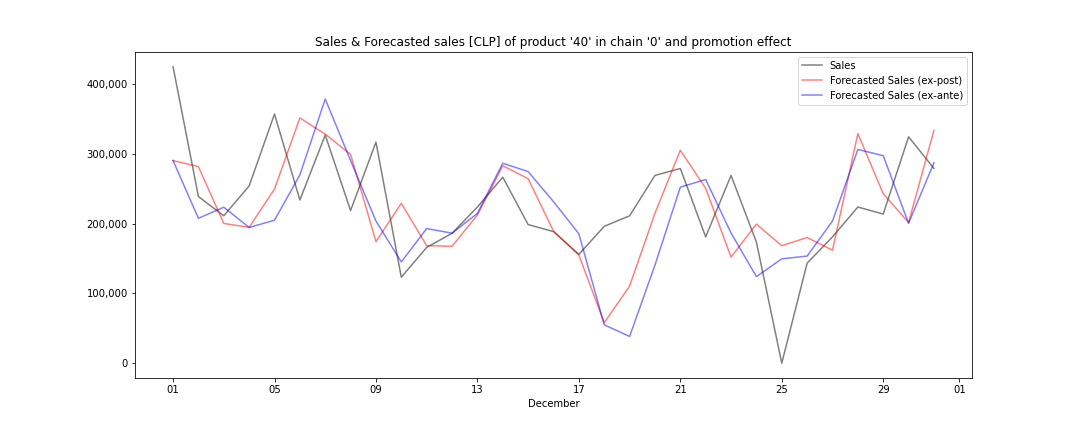 Sales & Forecasted sales [CLP] of product '40' in chain '0' and promotion effect
Sales
Forecasted Sales (ex-post)
Forecasted Sales (ex-ante)
400,000
300,000
200,000
100,000
0
01 05 09 13 17 21 25 29 01
December